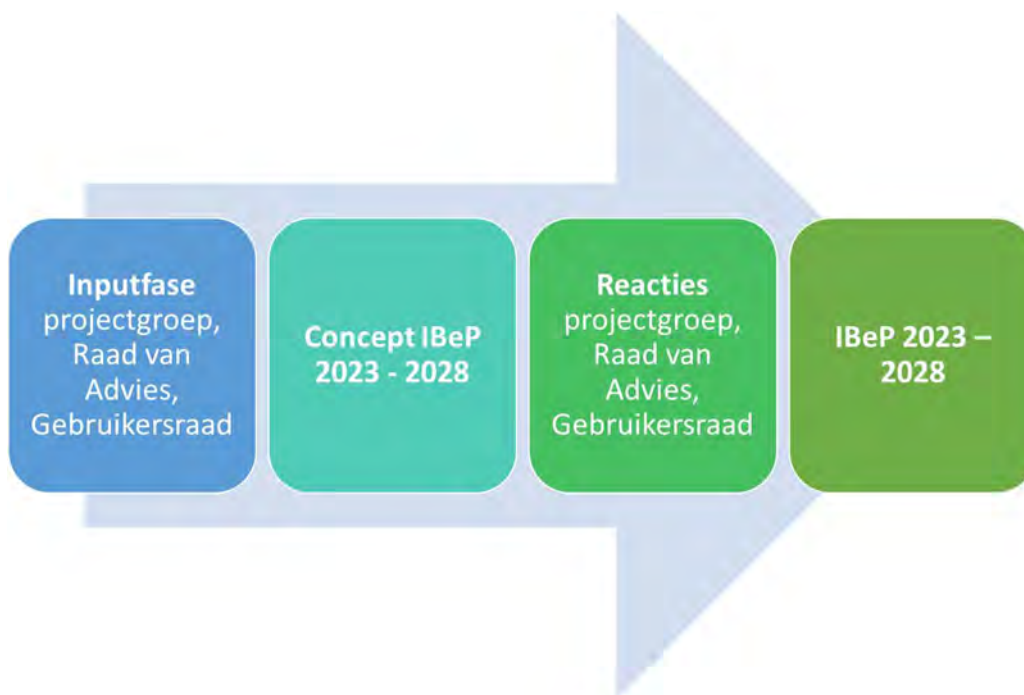 Inputfase
projectgroep,
Raad van
Advies,
Gebruikersraad
Concept IBeP
2023 - 2028
Reacties
projectgroep,
Raad van
Advies,
Gebruikersraad
IBeP 2023 –
2028